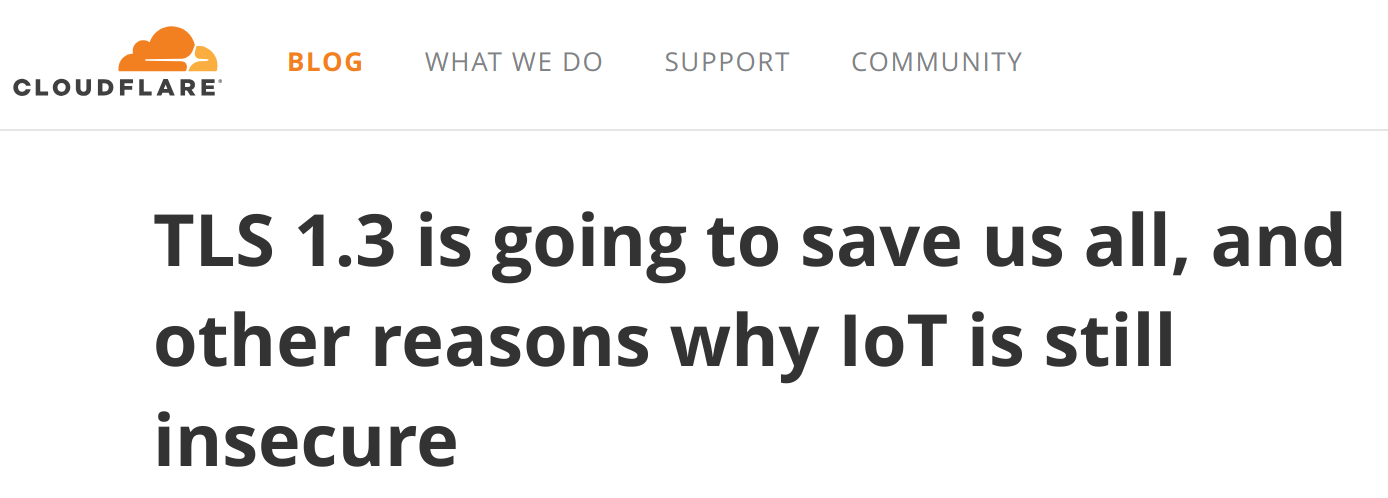 CLOUDFLARE®
BLOG WHAT WE DO SUPPORT COMMUNITY
TLS 1.3 is going to save us all, and
other reasons why IoT is still
insecure